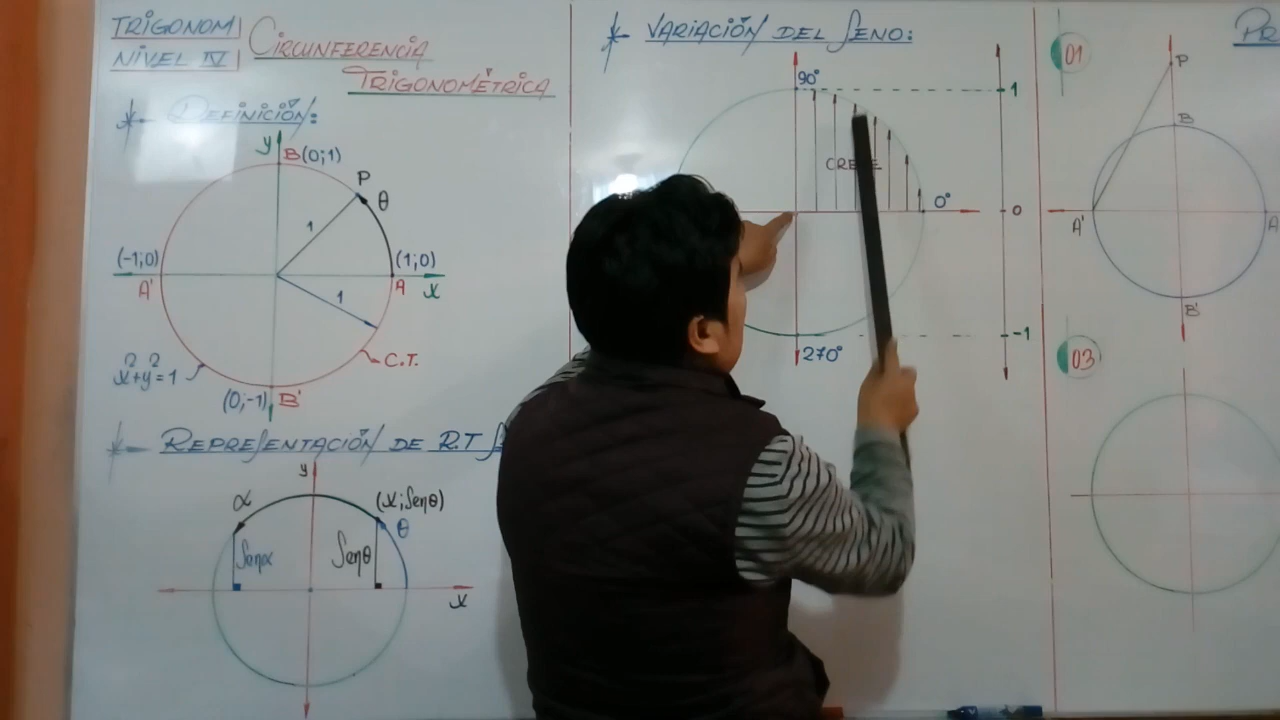 TRIGONOM
NIVEL IV
CIRCUNFERENCIA
TRIGONOMÉTRICA
* DEFINICIÓN:
y
B(0;1)
P
θ
1
(-1;0)
(1;0)
A'
A
x
1
x²+y²=1
C.T.
(0;-1)
B'
* REPRESENTACIÓN DE R.T
y
α
(x;Senθ)
θ
Senα
Senθ
x
* VARIACIÓN DEL SENO:
90°
1
0°
0
270°
-1
01
P
B
A'
A
B'
03
PR